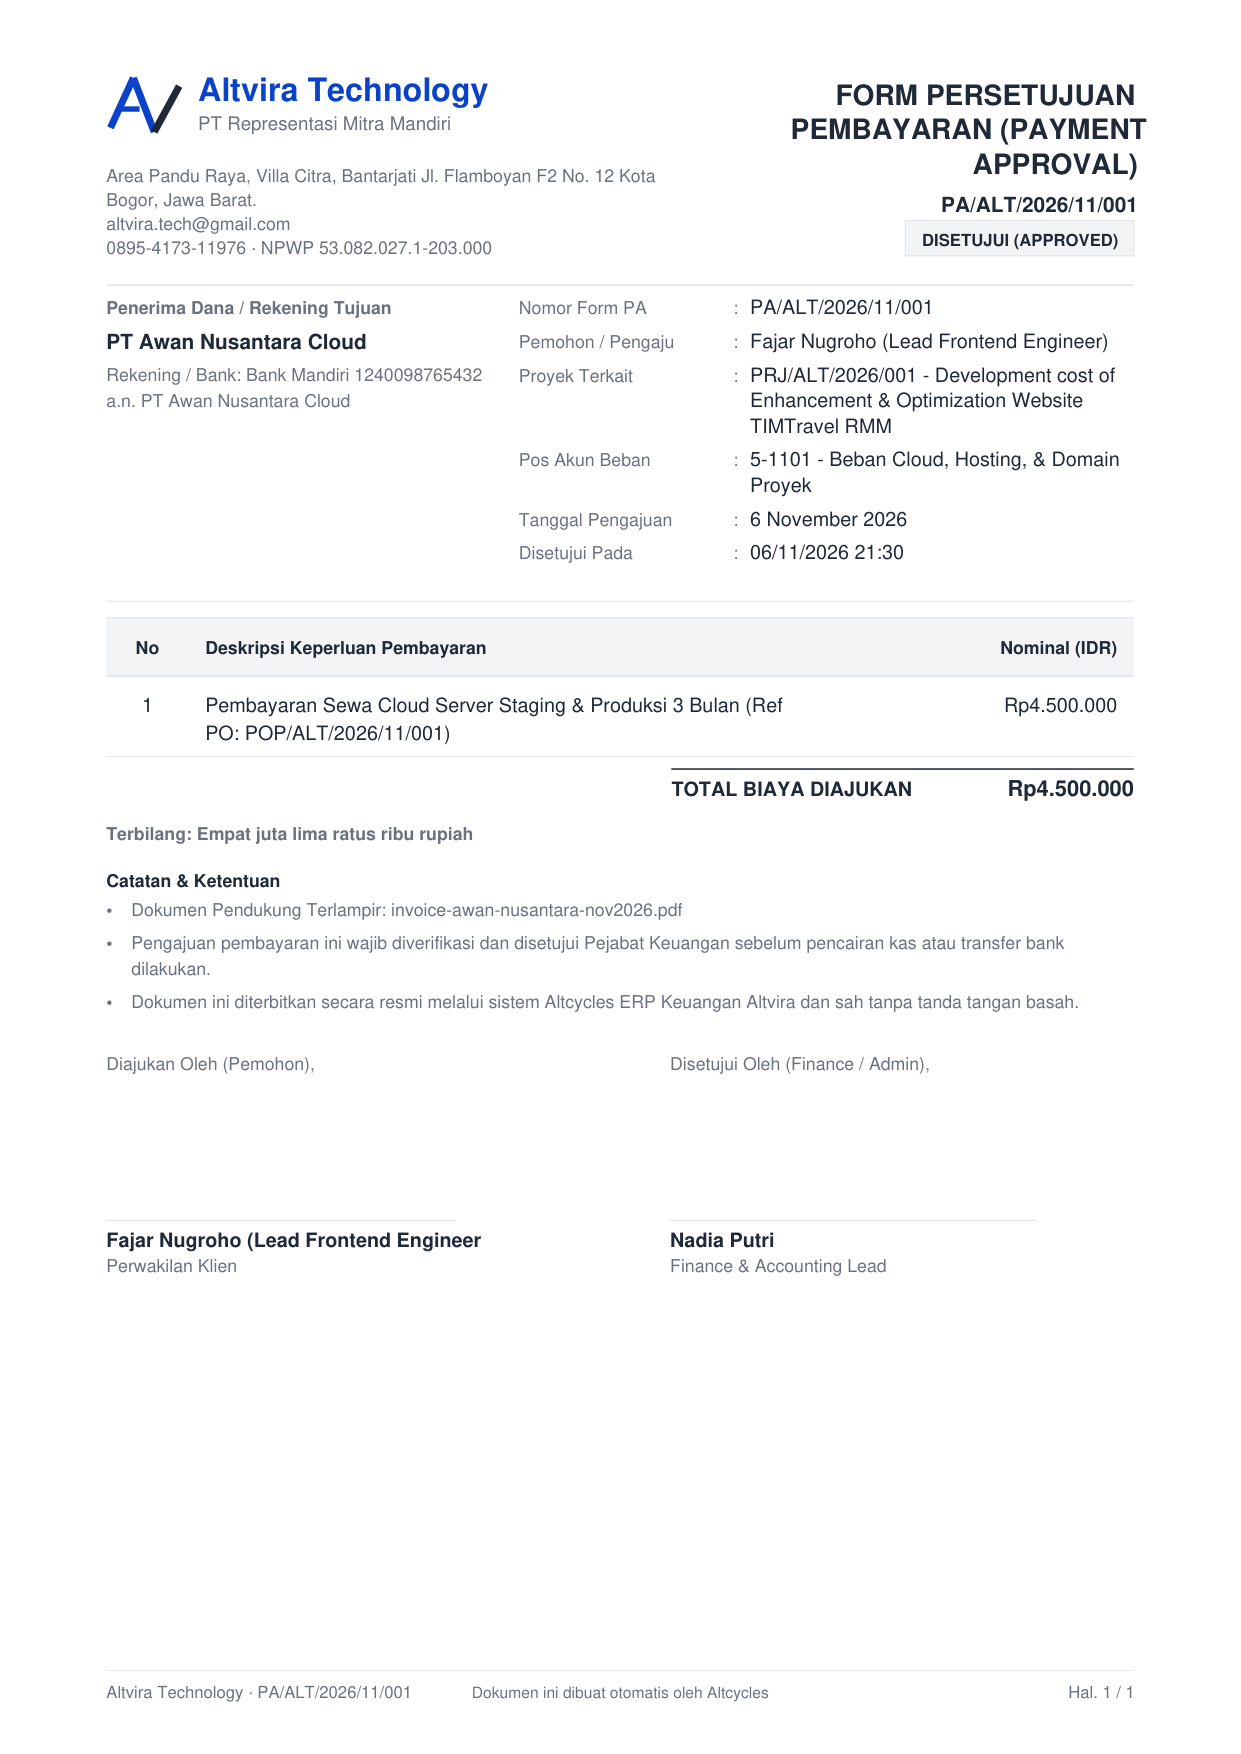 Altvira Technology
PT Representasi Mitra Mandiri
Area Pandu Raya, Villa Citra, Bantarjati Jl. Flamboyan F2 No. 12 Kota
Bogor, Jawa Barat.
altvira.tech@gmail.com
0895-4173-11976 · NPWP 53.082.027.1-203.000
FORM PERSETUJUAN
PEMBAYARAN (PAYMENT
APPROVAL)
PA/ALT/2026/11/001
DISETUJUI (APPROVED)
Penerima Dana / Rekening Tujuan
PT Awan Nusantara Cloud
Rekening / Bank: Bank Mandiri 1240098765432
a.n. PT Awan Nusantara Cloud
Nomor Form PA : PA/ALT/2026/11/001
Pemohon / Pengaju : Fajar Nugroho (Lead Frontend Engineer)
Proyek Terkait : PRJ/ALT/2026/001 - Development cost of
Enhancement & Optimization Website
TIMTravel RMM
Pos Akun Beban : 5-1101 - Beban Cloud, Hosting, & Domain
Proyek
Tanggal Pengajuan : 6 November 2026
Disetujui Pada : 06/11/2026 21:30
No Deskripsi Keperluan Pembayaran Nominal (IDR)
1 Pembayaran Sewa Cloud Server Staging & Produksi 3 Bulan (Ref Rp4.500.000
PO: POP/ALT/2026/11/001)
TOTAL BIAYA DIAJUKAN Rp4.500.000
Terbilang: Empat juta lima ratus ribu rupiah
Catatan & Ketentuan
• Dokumen Pendukung Terlampir: invoice-awan-nusantara-nov2026.pdf
• Pengajuan pembayaran ini wajib diverifikasi dan disetujui Pejabat Keuangan sebelum pencairan kas atau transfer bank
dilakukan.
• Dokumen ini diterbitkan secara resmi melalui sistem Altcycles ERP Keuangan Altvira dan sah tanpa tanda tangan basah.
Diajukan Oleh (Pemohon), Disetujui Oleh (Finance / Admin),
Fajar Nugroho (Lead Frontend Engineer Nadia Putri
Perwakilan Klien Finance & Accounting Lead
Altvira Technology · PA/ALT/2026/11/001 Dokumen ini dibuat otomatis oleh Altcycles Hal. 1 / 1